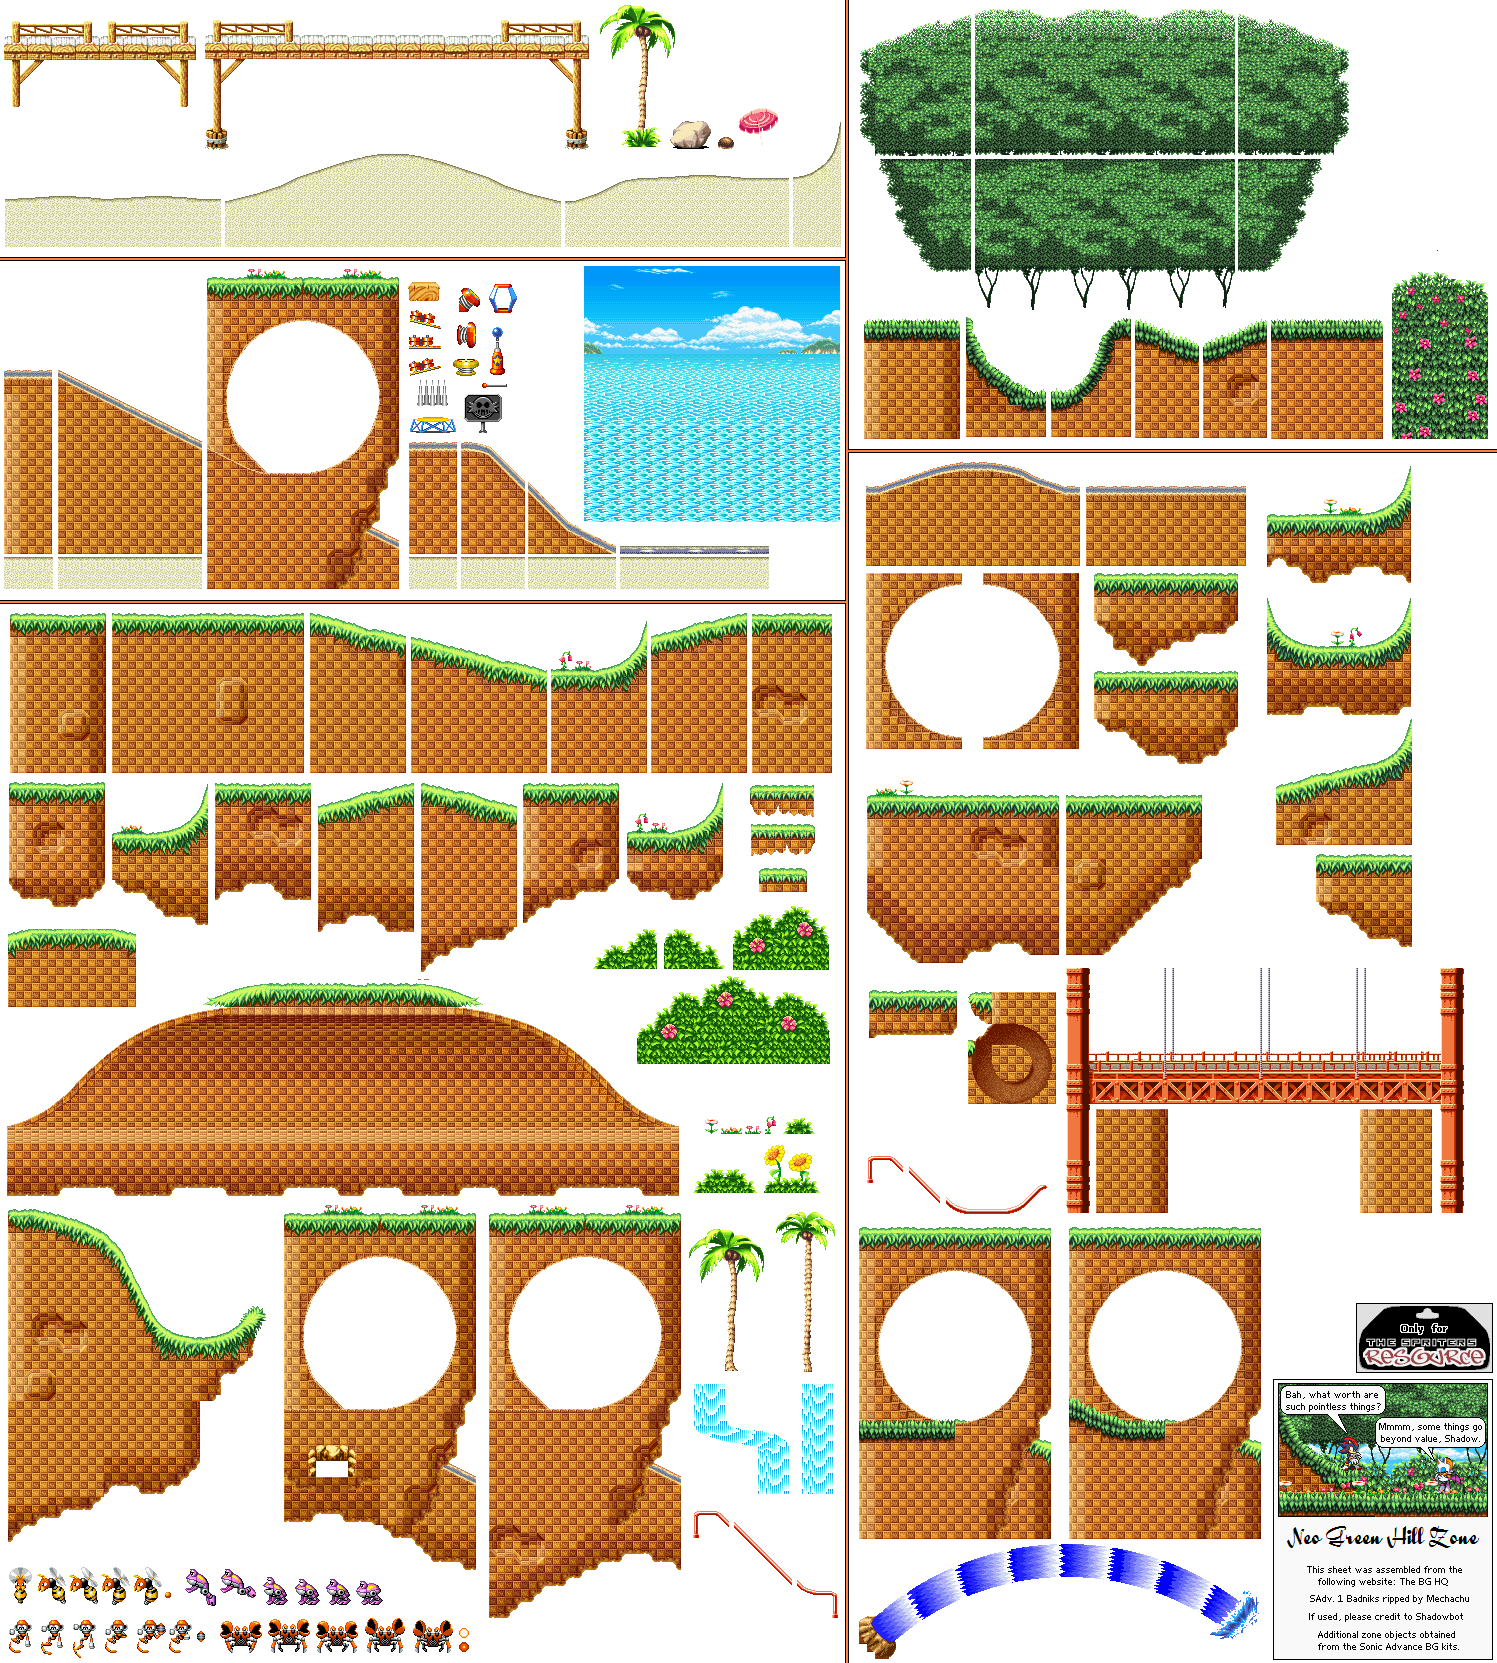 Only for
THE SPRITERS
RESOURCE
Bah, what worth are
such pointless things?
Mmmm, some things go
beyond value, Shadow.
Neo Green Hill Zone
This sheet was assembled from the
following website: The BG HQ
SAdv. 1 Badniks ripped by Mechachu
If used, please credit to Shadowbot
Additional zone objects obtained
from the Sonic Advance BG kits.